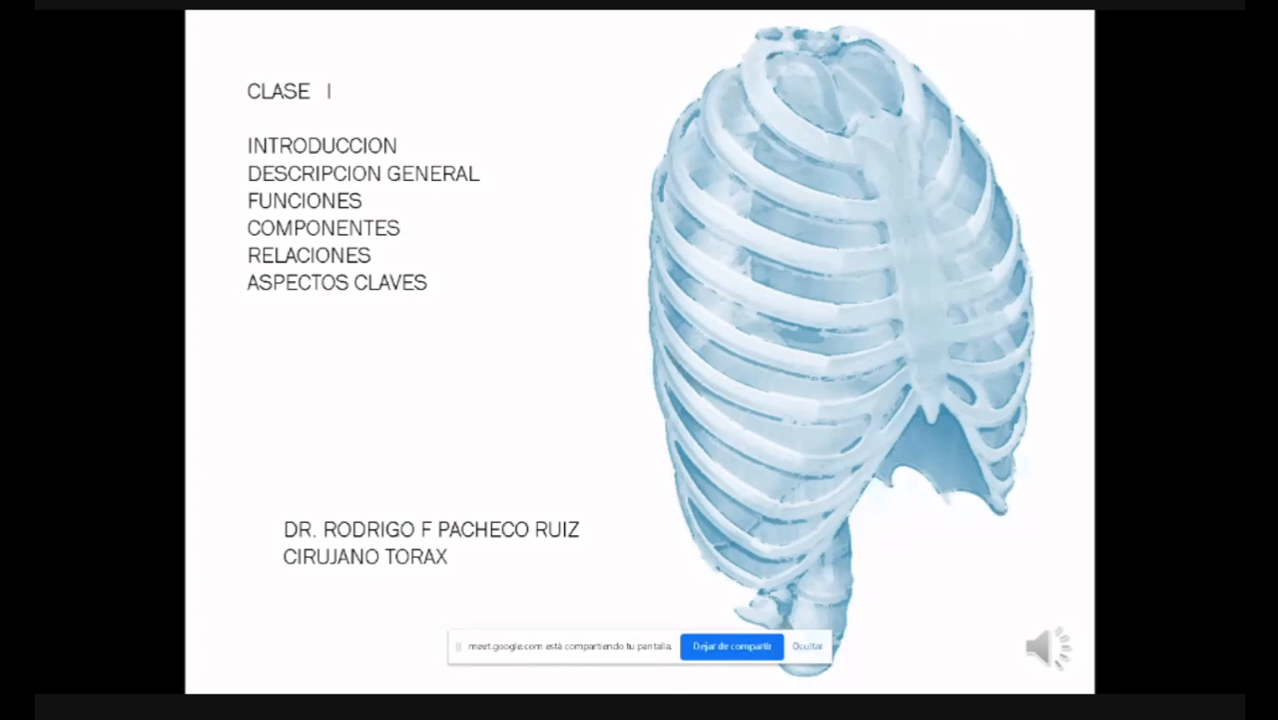 CLASE I
INTRODUCCION
DESCRIPCION GENERAL
FUNCIONES
COMPONENTES
RELACIONES
ASPECTOS CLAVES
DR. RODRIGO F PACHECO RUIZ
CIRUJANO TORAX
meet.google.com está compartiendo tu pantalla.
Dejar de compartir
Ocultar